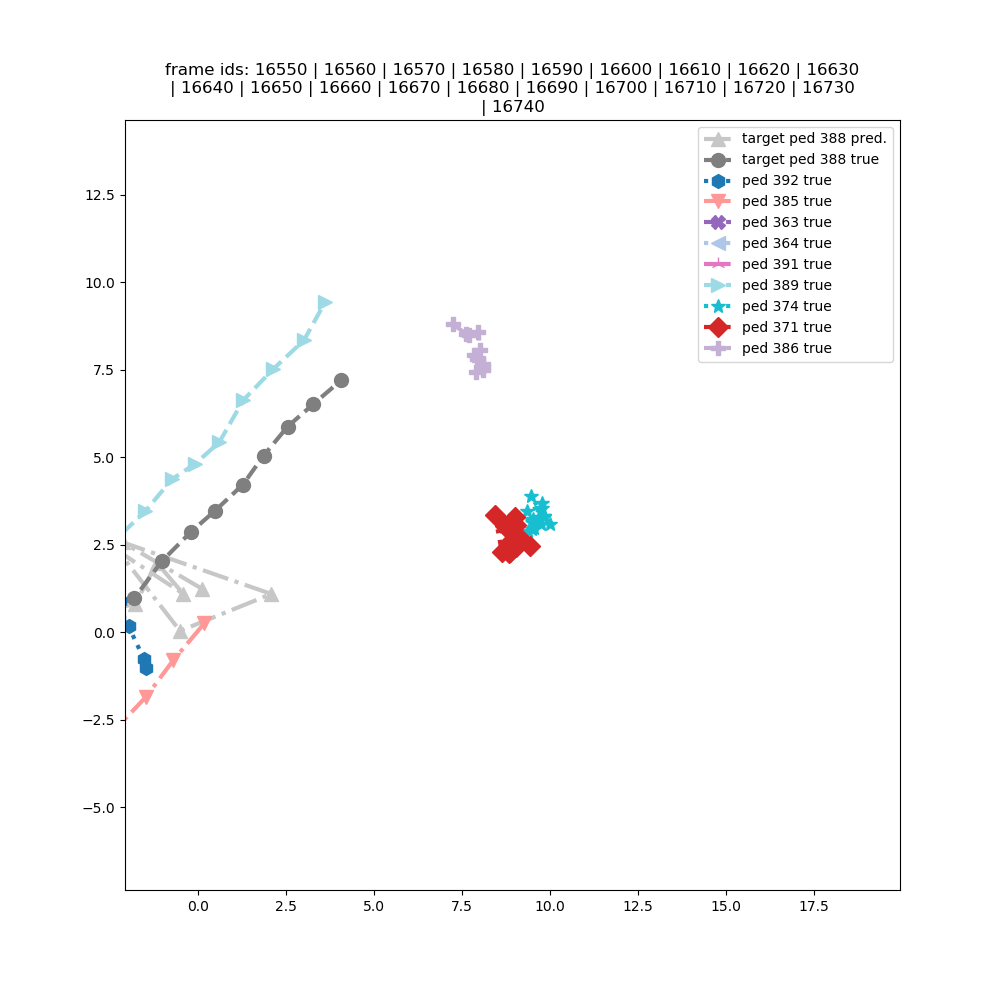 frame ids: 16550 | 16560 | 16570 | 16580 | 16590 | 16600 | 16610 | 16620 | 16630
| 16640 | 16650 | 16660 | 16670 | 16680 | 16690 | 16700 | 16710 | 16720 | 16730
| 16740
target ped 388 pred.
target ped 388 true
ped 392 true
ped 385 true
ped 363 true
ped 364 true
ped 391 true
ped 389 true
ped 374 true
ped 371 true
ped 386 true
12.5
10.0
7.5
5.0
2.5
0.0
−2.5
−5.0
0.0 2.5 5.0 7.5 10.0 12.5 15.0 17.5